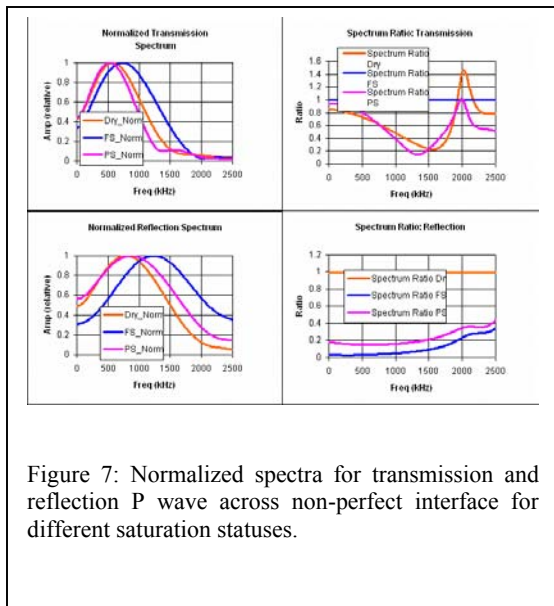 Normalized Transmission
Spectrum
Amp (relative)
1
0.8
0.6
0.4
0.2
0
Dry_Norm
FS_Norm
PS_Norm
0 500 1000 1500 2000 2500
Freq (kHz)
Spectrum Ratio: Transmission
Ratio
1.6
1.4
1.2
1
0.8
0.6
0.4
0.2
0
Spectrum Ratio
Dry
Spectrum Ratio
FS
Spectrum Ratio
PS
0 500 1000 1500 2000 2500
Freq (kHz)
Normalized Reflection Spectrum
Amp (relative)
1
0.8
0.6
0.4
0.2
0
Dry_Norm
FS_Norm
PS_Norm
0 500 1000 1500 2000 2500
Freq (kHz)
Spectrum Ratio: Reflection
Ratio
1.2
1
0.8
0.6
0.4
0.2
0
Spectrum Ratio Dr
Spectrum Ratio FS
Spectrum Ratio PS
0 500 1000 1500 2000 2500
Freq (kHz)
Figure 7: Normalized spectra for transmission and
reflection P wave across non-perfect interface for
different saturation statuses.